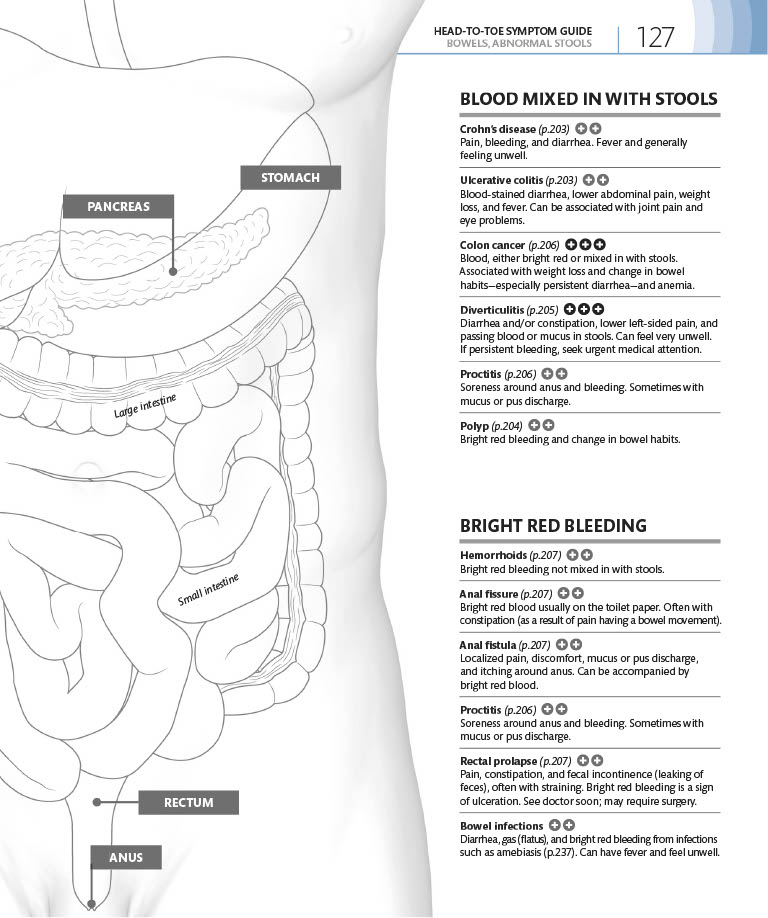 HEAD-TO-TOE SYMPTOM GUIDE
BOWELS, ABNORMAL STOOLS
127
STOMACH
PANCREAS
Large intestine
Small intestine
RECTUM
ANUS
BLOOD MIXED IN WITH STOOLS
Crohn's disease (p.203)
Pain, bleeding, and diarrhea. Fever and generally
feeling unwell.
Ulcerative colitis (p.203)
Blood-stained diarrhea, lower abdominal pain, weight
loss, and fever. Can be associated with joint pain and
eye problems.
Colon cancer (p.206)
Blood, either bright red or mixed in with stools.
Associated with weight loss and change in bowel
habits—especially persistent diarrhea—and anemia.
Diverticulitis (p.205)
Diarrhea and/or constipation, lower left-sided pain, and
passing blood or mucus in stools. Can feel very unwell.
If persistent bleeding, seek urgent medical attention.
Proctitis (p.206)
Soreness around anus and bleeding. Sometimes with
mucus or pus discharge.
Polyp (p.204)
Bright red bleeding and change in bowel habits.
BRIGHT RED BLEEDING
Hemorrhoids (p.207)
Bright red bleeding not mixed in with stools.
Anal fissure (p.207)
Bright red blood usually on the toilet paper. Often with
constipation (as a result of pain having a bowel movement).
Anal fistula (p.207)
Localized pain, discomfort, mucus or pus discharge,
and itching around anus. Can be accompanied by
bright red blood.
Proctitis (p.206)
Soreness around anus and bleeding. Sometimes with
mucus or pus discharge.
Rectal prolapse (p.207)
Pain, constipation, and fecal incontinence (leaking of
feces), often with straining. Bright red bleeding is a sign
of ulceration. See doctor soon; may require surgery.
Bowel infections
Diarrhea, gas (flatus), and bright red bleeding from infections
such as amebiasis (p.237). Can have fever and feel unwell.